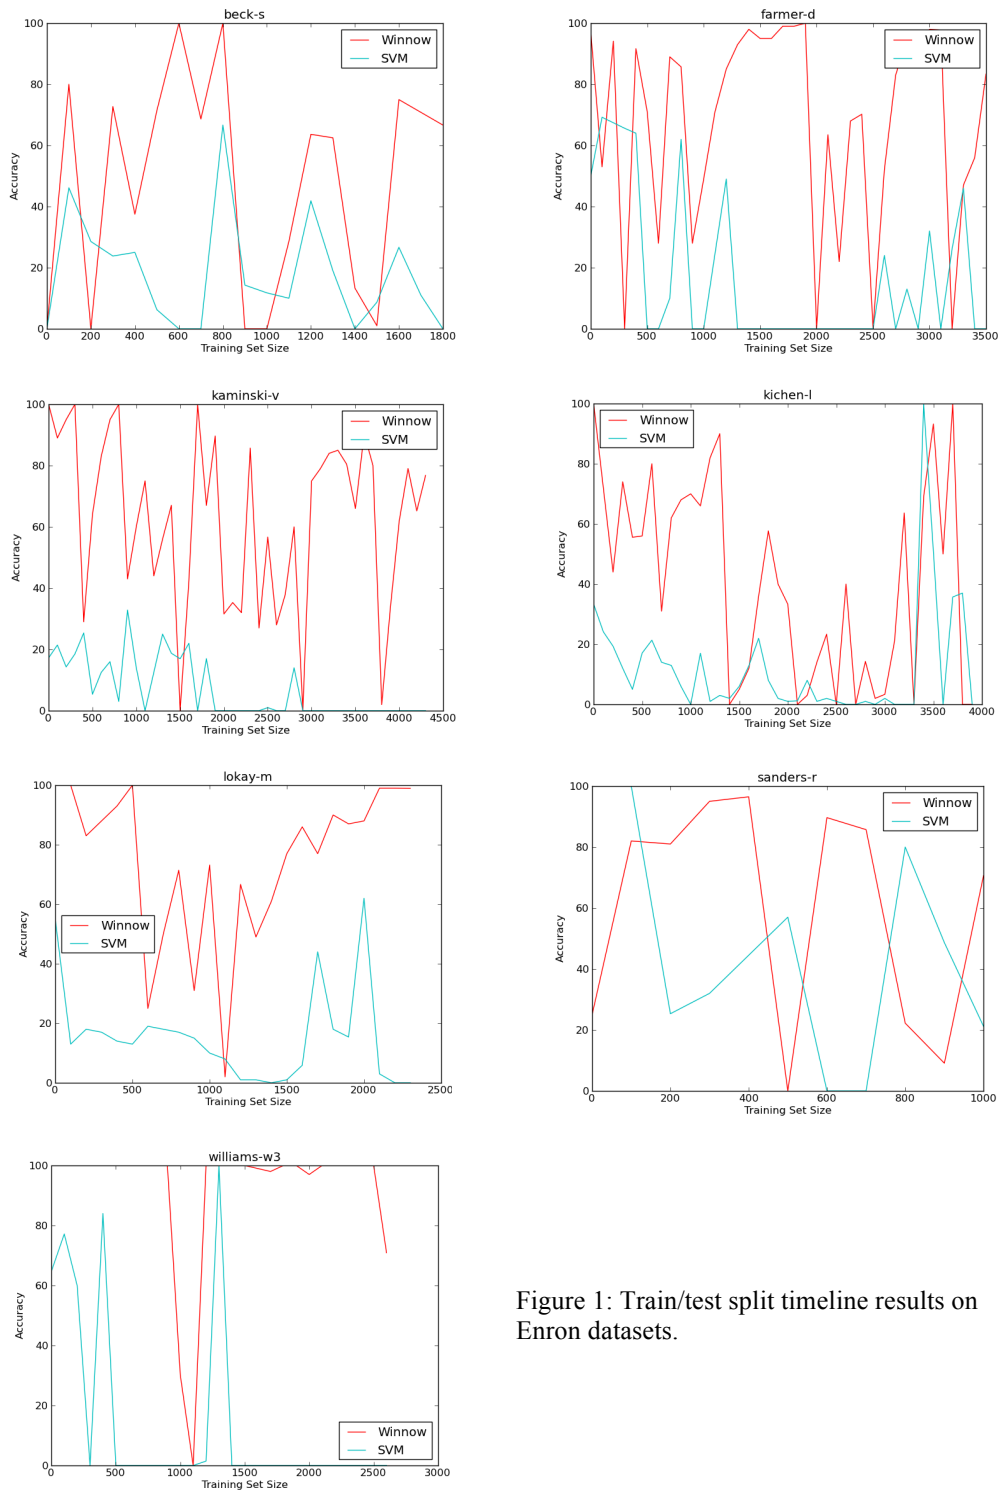 beck-s
100
80
60
40
20
0
Accuracy
Winnow
SVM
0 200 400 600 800 1000 1200 1400 1600 1800
Training Set Size
farmer-d
100
80
60
40
20
0
Accuracy
Winnow
SVM
0 500 1000 1500 2000 2500 3000 3500
Training Set Size
kaminski-v
100
80
60
40
20
0
Accuracy
Winnow
SVM
0 500 1000 1500 2000 2500 3000 3500 4000 4500
Training Set Size
kichen-l
100
80
60
40
20
0
Accuracy
Winnow
SVM
0 500 1000 1500 2000 2500 3000 3500 4000
Training Set Size
lokay-m
100
80
60
40
20
0
Accuracy
Winnow
SVM
0 500 1000 1500 2000 2500
Training Set Size
sanders-r
100
80
60
40
20
0
Accuracy
Winnow
SVM
0 200 400 600 800 1000
Training Set Size
williams-w3
100
80
60
40
20
0
Accuracy
Winnow
SVM
0 500 1000 1500 2000 2500 3000
Training Set Size
Figure 1: Train/test split timeline results on
Enron datasets.